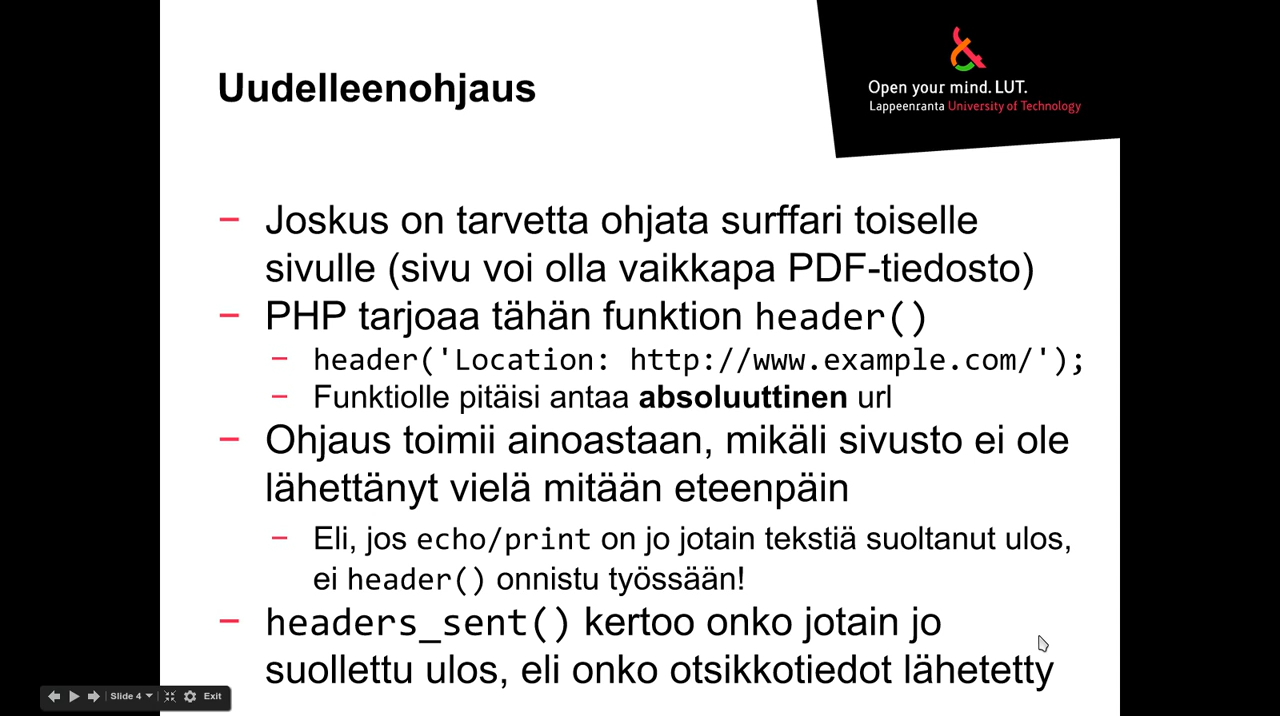 Uudelleenohjaus
Open your mind. LUT.
Lappeenranta University of Technology
– Joskus on tarvetta ohjata surffari toiselle
sivulle (sivu voi olla vaikkapa PDF-tiedosto)
– PHP tarjoaa tähän funktion header()
– header('Location: http://www.example.com/');
– Funktiolle pitäisi antaa absoluuttinen url
– Ohjaus toimii ainoastaan, mikäli sivusto ei ole
lähettänyt vielä mitään eteenpäin
– Eli, jos echo/print on jo jotain tekstiä suoltanut ulos,
ei header() onnistu työssään!
– headers_sent() kertoo onko jotain jo
suollettu ulos, eli onko otsikkotiedot lähetetty
Slide 4 Exit